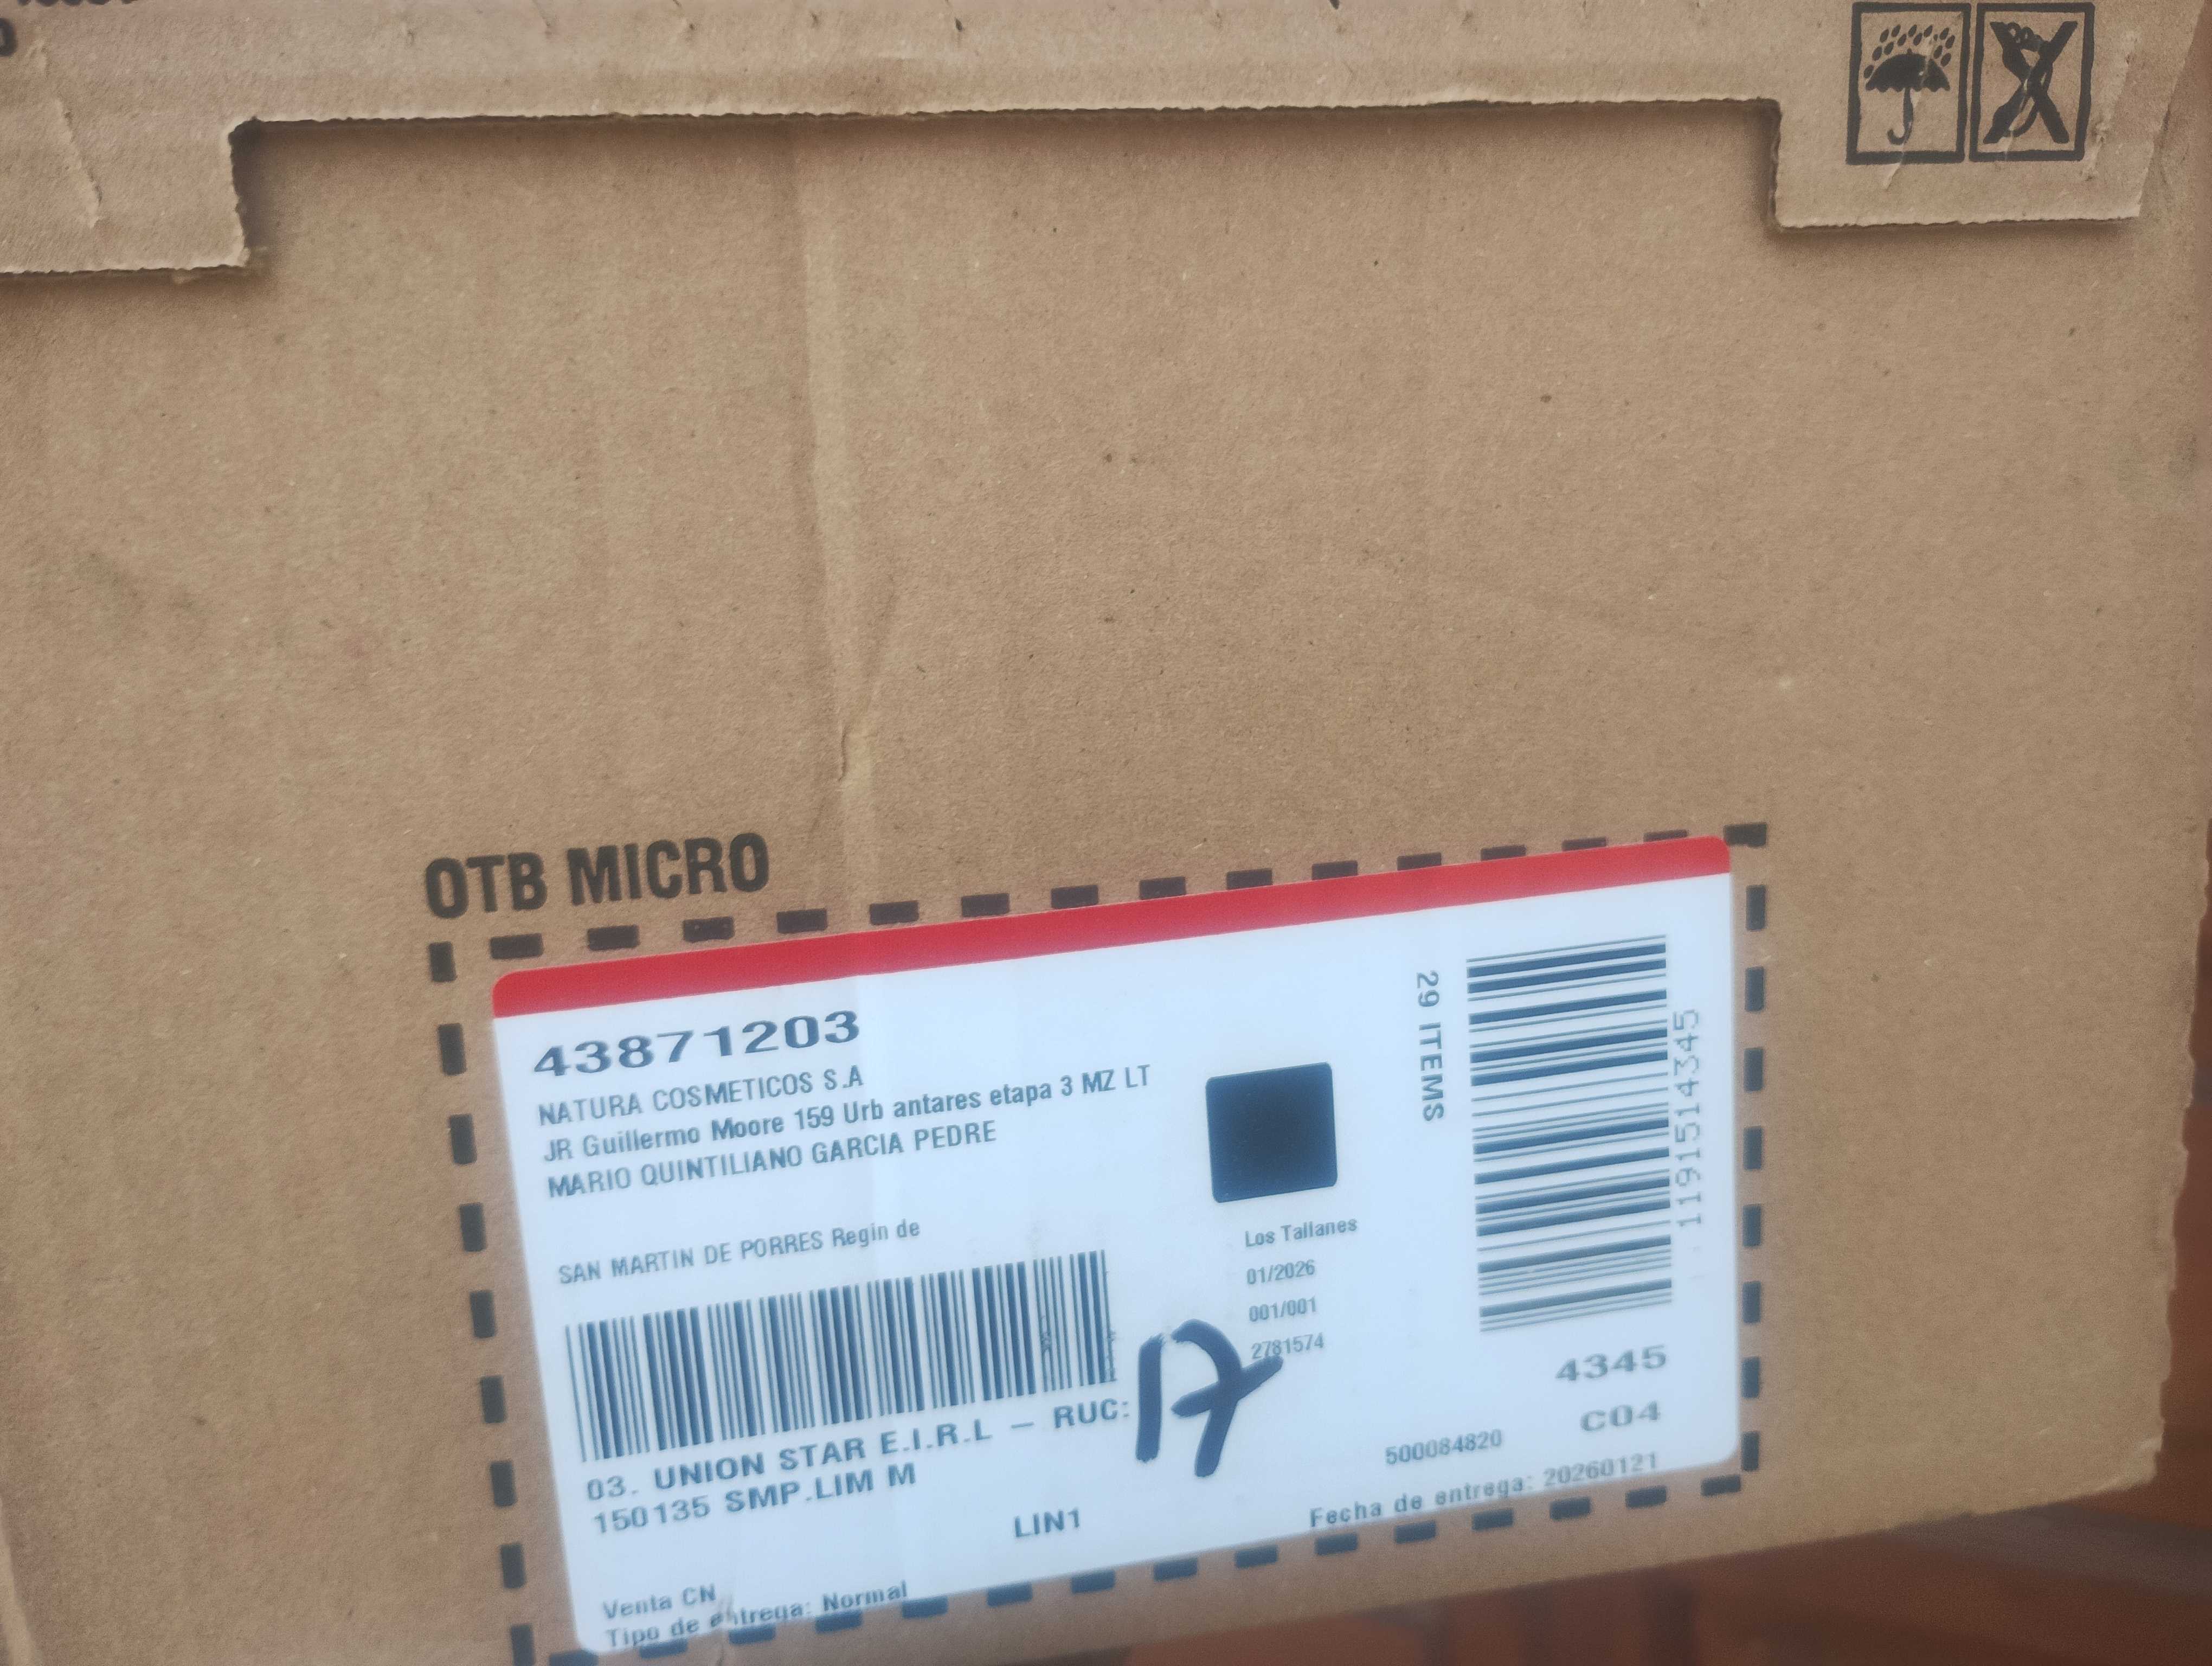 OTB MICRO
43871203
NATURA COSMETICOS S.A
JR Guillermo Moore 159 Urb antares etapa 3 MZ LT
MARIO QUINTILIANO GARCIA PEDRE
SAN MARTIN DE PORRES Regin de
03. UNION STAR E.I.R.L - RUC:
150135 SMP.LIM M
LIN1
Venta CN
Tipo de entrega: Normal
Los Tallanes
01/2026
001/001
2781574
17
29 ITEMS
1191514345
4345
C04
500084820
Fecha de entrega: 20260121